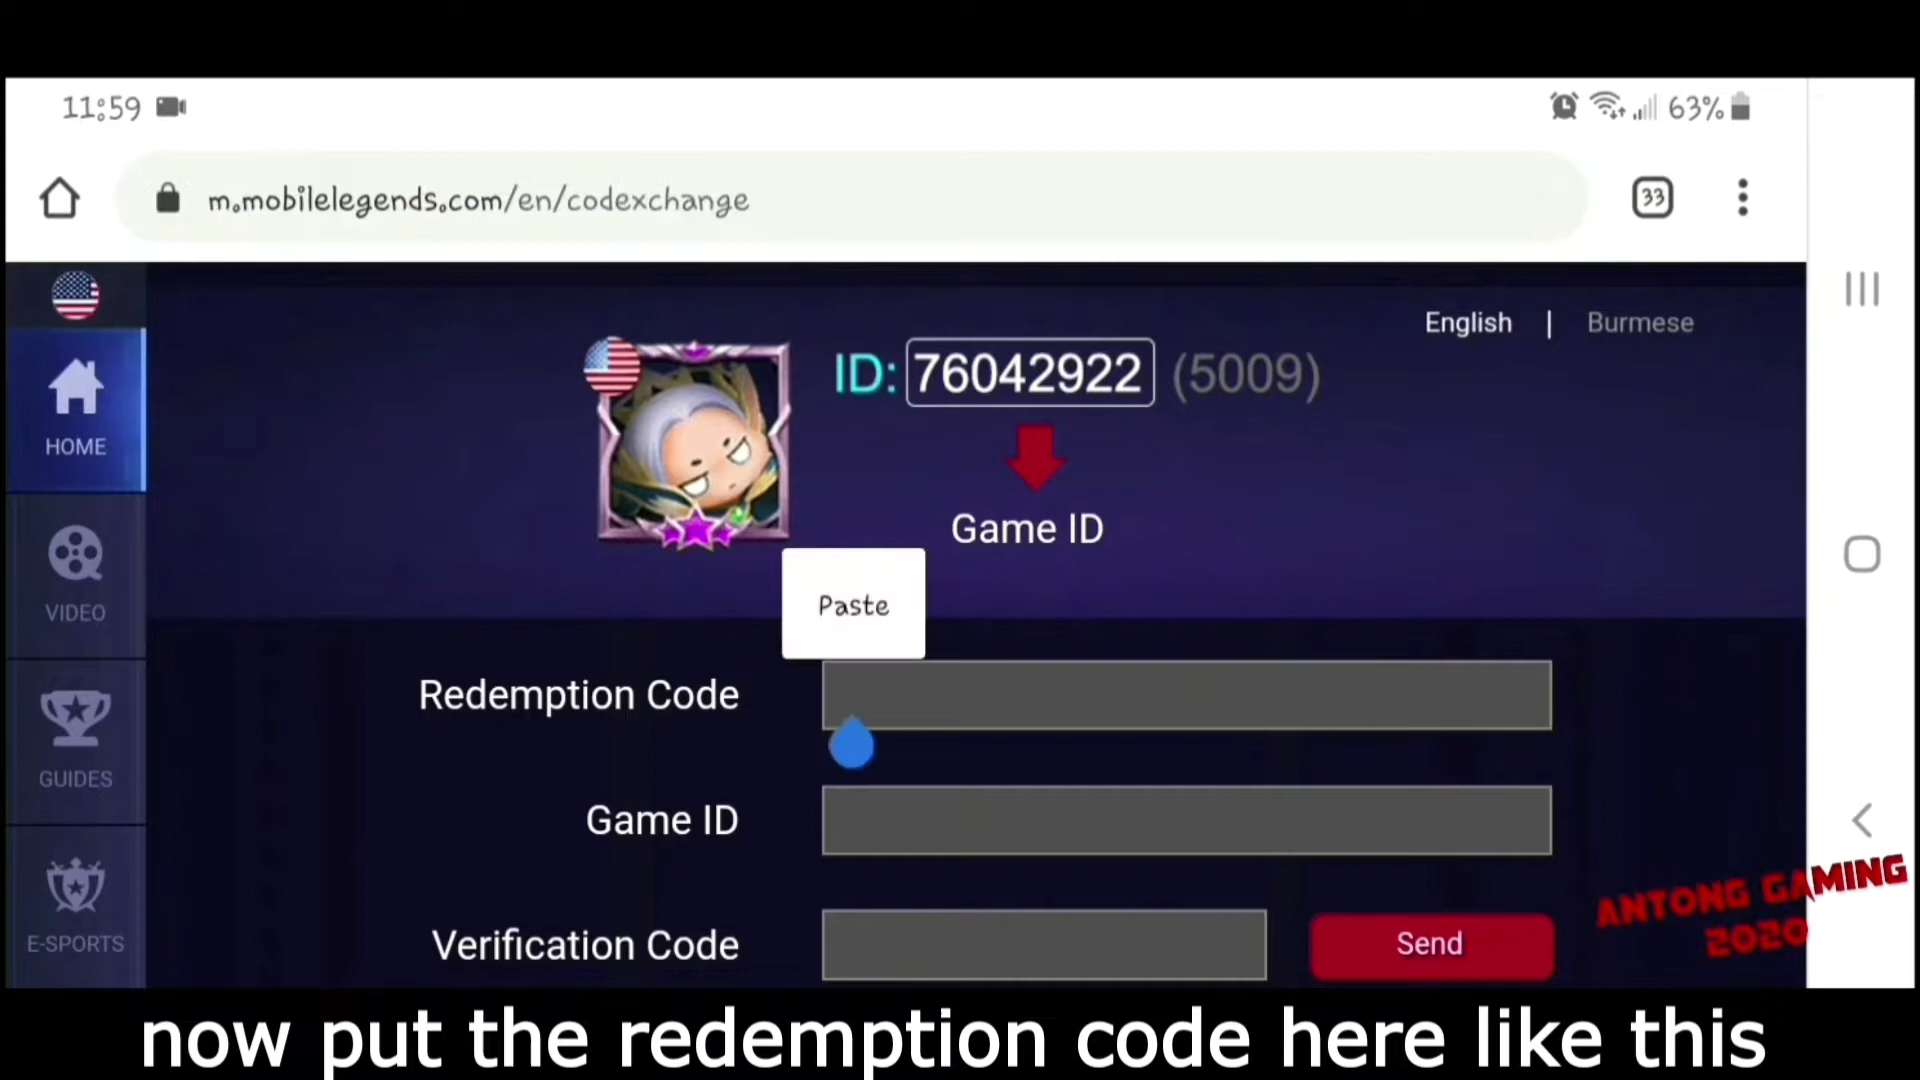 11:59
63%
m.mobilelegends.com/en/codexchange
33
English | Burmese
ID: 76042922 (5009)
HOME
Game ID
Paste
VIDEO
Redemption Code
GUIDES
Game ID
ANTONG GAMING
2020
E-SPORTS
Verification Code
Send
now put the redemption code here like this